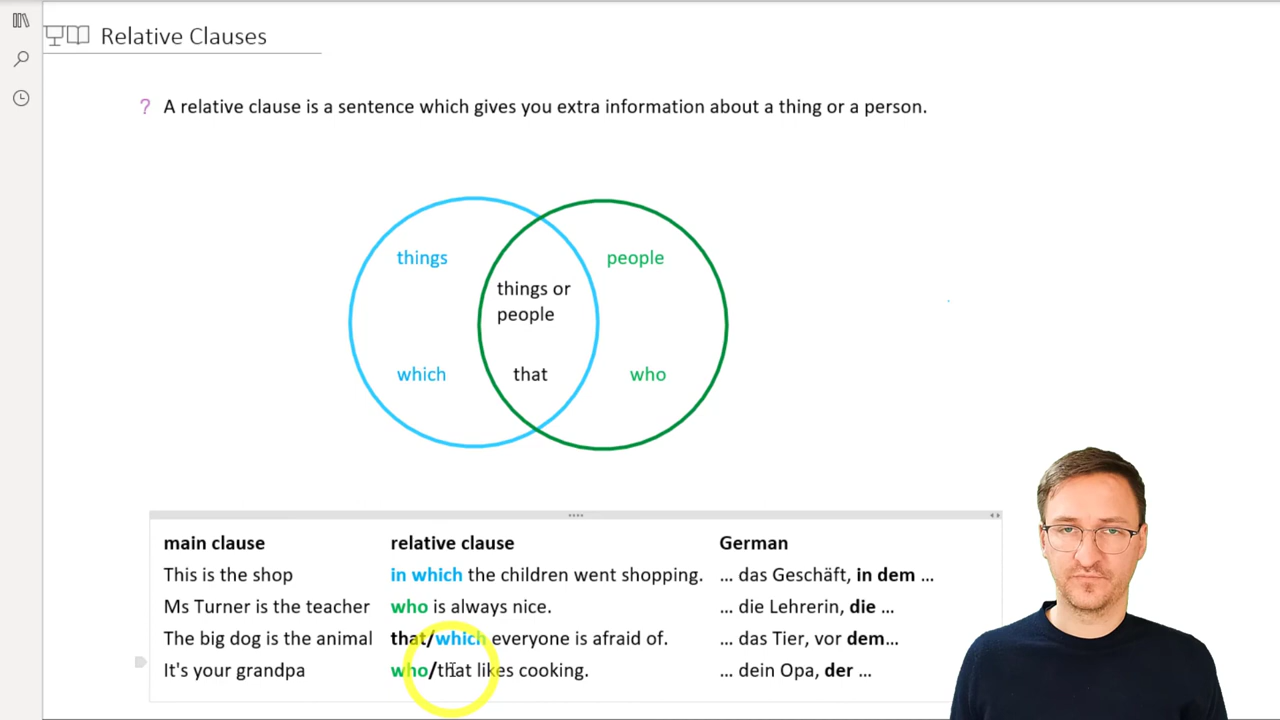 Relative Clauses
? A relative clause is a sentence which gives you extra information about a thing or a person.
things people
things or
people
which that who
main clause relative clause German
This is the shop in which the children went shopping. ... das Geschäft, in dem ...
Ms Turner is the teacher who is always nice. ... die Lehrerin, die ...
The big dog is the animal that/which everyone is afraid of. ... das Tier, vor dem...
It's your grandpa who/that likes cooking. ... dein Opa, der ...